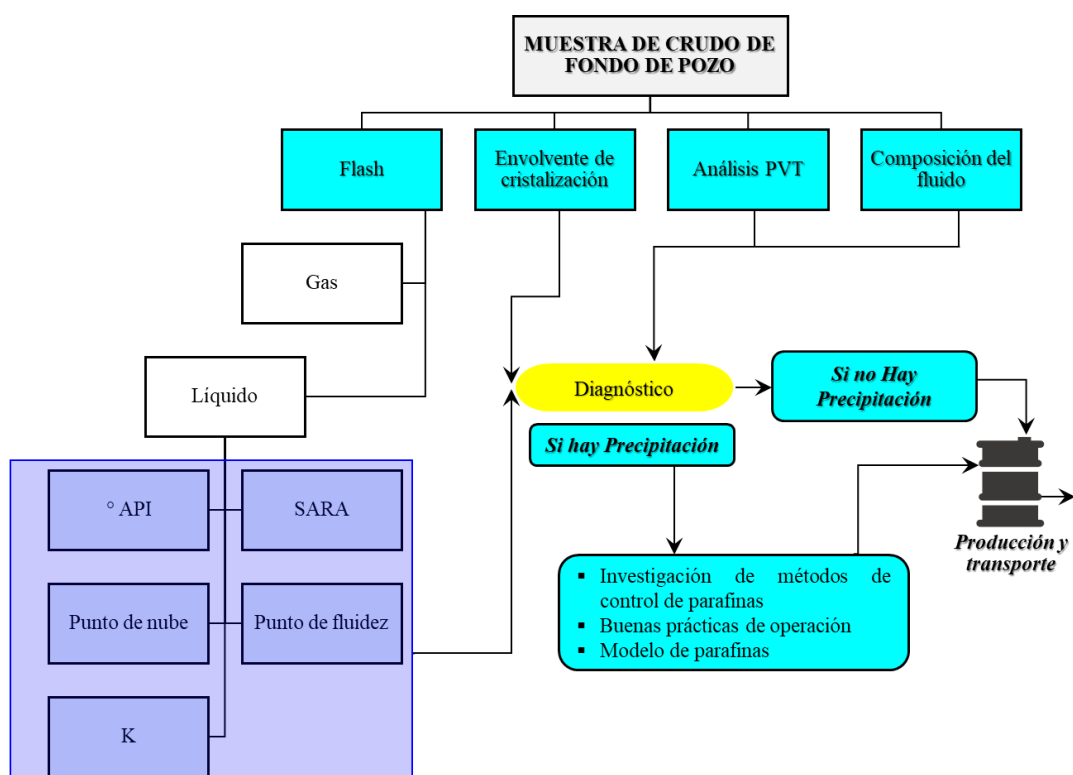 MUESTRA DE CRUDO DE
FONDO DE POZO
Flash
Envolvente de
cristalización
Análisis PVT
Composición del
fluido
Gas
Líquido
Diagnóstico
Si no Hay
Precipitación
Si hay Precipitación
° API
SARA
Punto de nube
Punto de fluidez
K
▪ Investigación de métodos de
control de parafinas
▪ Buenas prácticas de operación
▪ Modelo de parafinas
Producción y
transporte